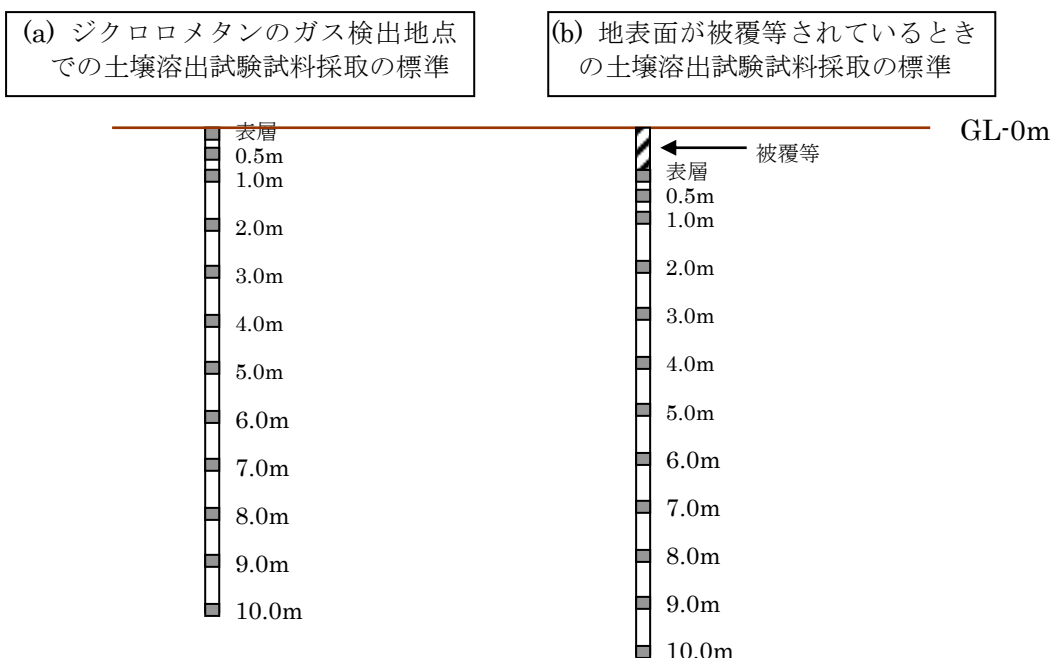 (a) ジクロロメタンのガス検出地点
での土壌溶出試験試料採取の標準
(b) 地表面が被覆等されているとき
の土壌溶出試験試料採取の標準
GL-0m
表層
0.5m
1.0m
2.0m
3.0m
4.0m
5.0m
6.0m
7.0m
8.0m
9.0m
10.0m
被覆等
表層
0.5m
1.0m
2.0m
3.0m
4.0m
5.0m
6.0m
7.0m
8.0m
9.0m
10.0m